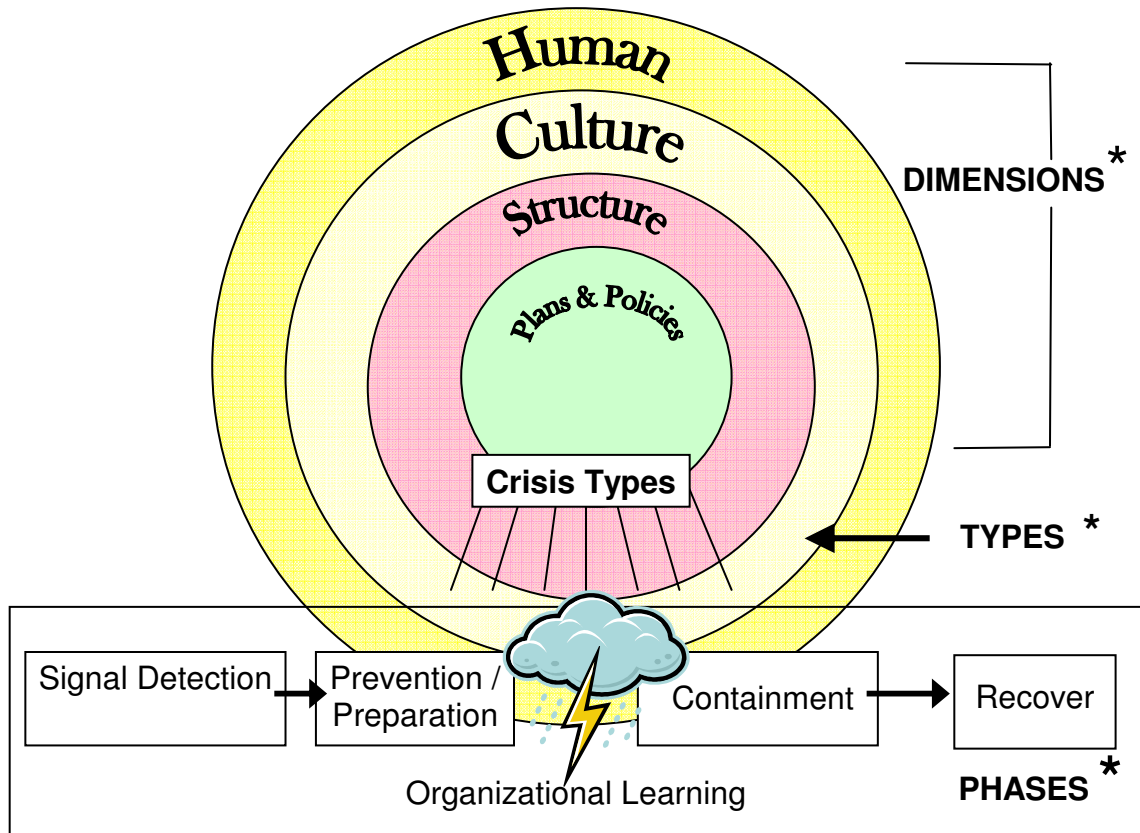 Human
Culture
Structure
Plans & Policies
DIMENSIONS *
Crisis Types
TYPES *
Signal Detection
Prevention /
Preparation
Containment
Recover
Organizational Learning
PHASES *